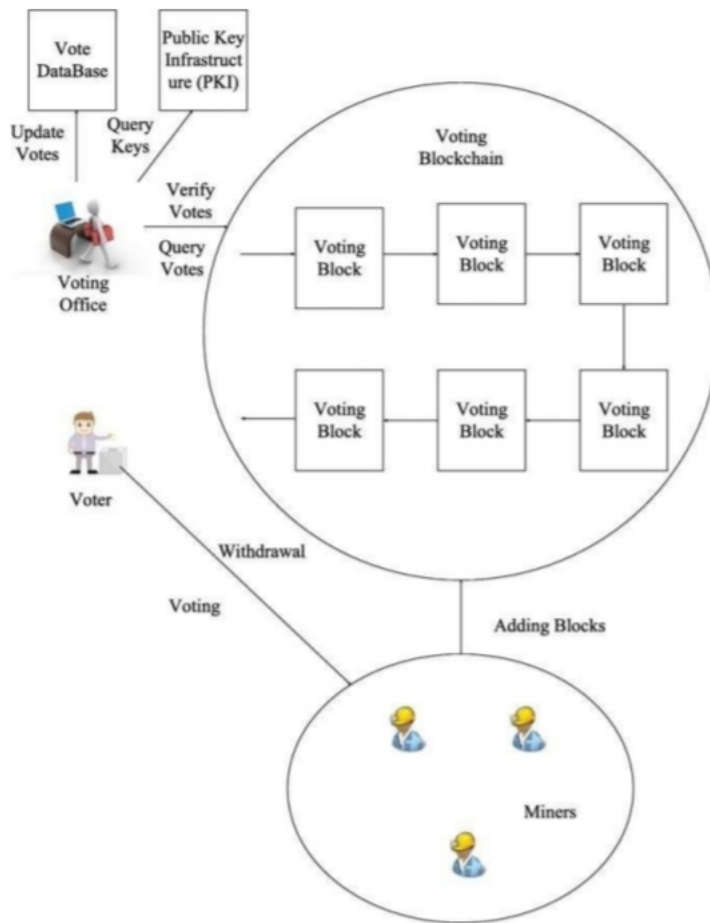 Vote
DataBase
Public Key
Infrastruct
ure (PKI)
Update
Votes
Query
Keys
Verify
Votes
Query
Votes
Voting
Office
Voting
Blockchain
Voting
Block
Voting
Block
Voting
Block
Voting
Block
Voting
Block
Voting
Block
Voter
Withdrawal
Voting
Adding Blocks
Miners